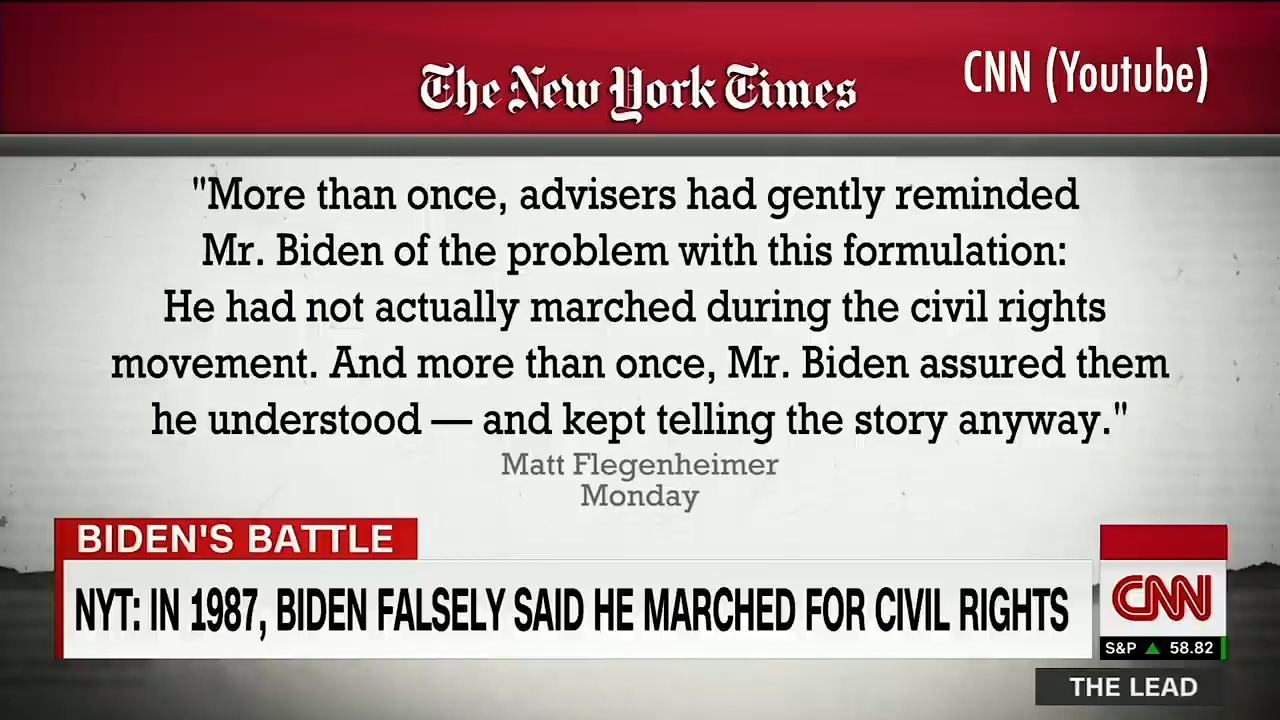 The New York Times
CNN (Youtube)
"More than once, advisers had gently reminded
Mr. Biden of the problem with this formulation:
He had not actually marched during the civil rights
movement. And more than once, Mr. Biden assured them
he understood — and kept telling the story anyway."
Matt Flegenheimer
Monday
BIDEN'S BATTLE
NYT: IN 1987, BIDEN FALSELY SAID HE MARCHED FOR CIVIL RIGHTS
CNN
S&P ▲ 58.82
THE LEAD